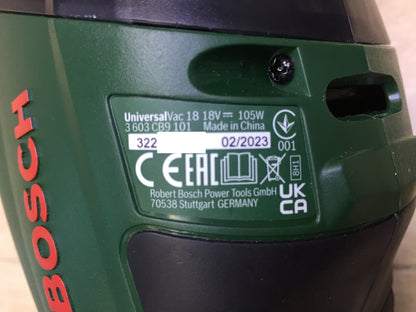 UniversalVac 18 18V⎓ 105W
3 603 CB9 101 Made in China
322 02/2023
001
CE EAC
8H1
Robert Bosch Power Tools GmbH
70538 Stuttgart GERMANY
UK
CA
BOSCH